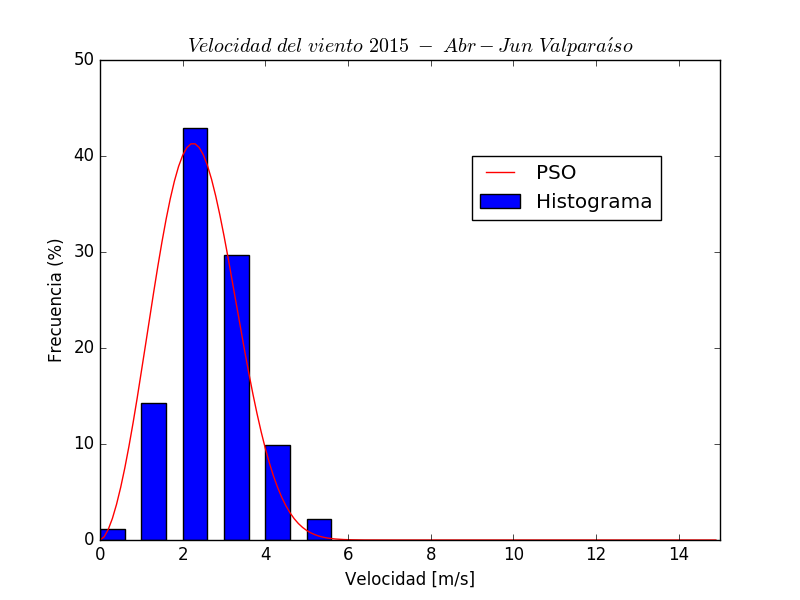 Velocidad del viento 2015 − Abr − Jun Valparaíso
50
40
30
20
10
0
Frecuencia (%)
PSO
Histograma
0 2 4 6 8 10 12 14
Velocidad [m/s]